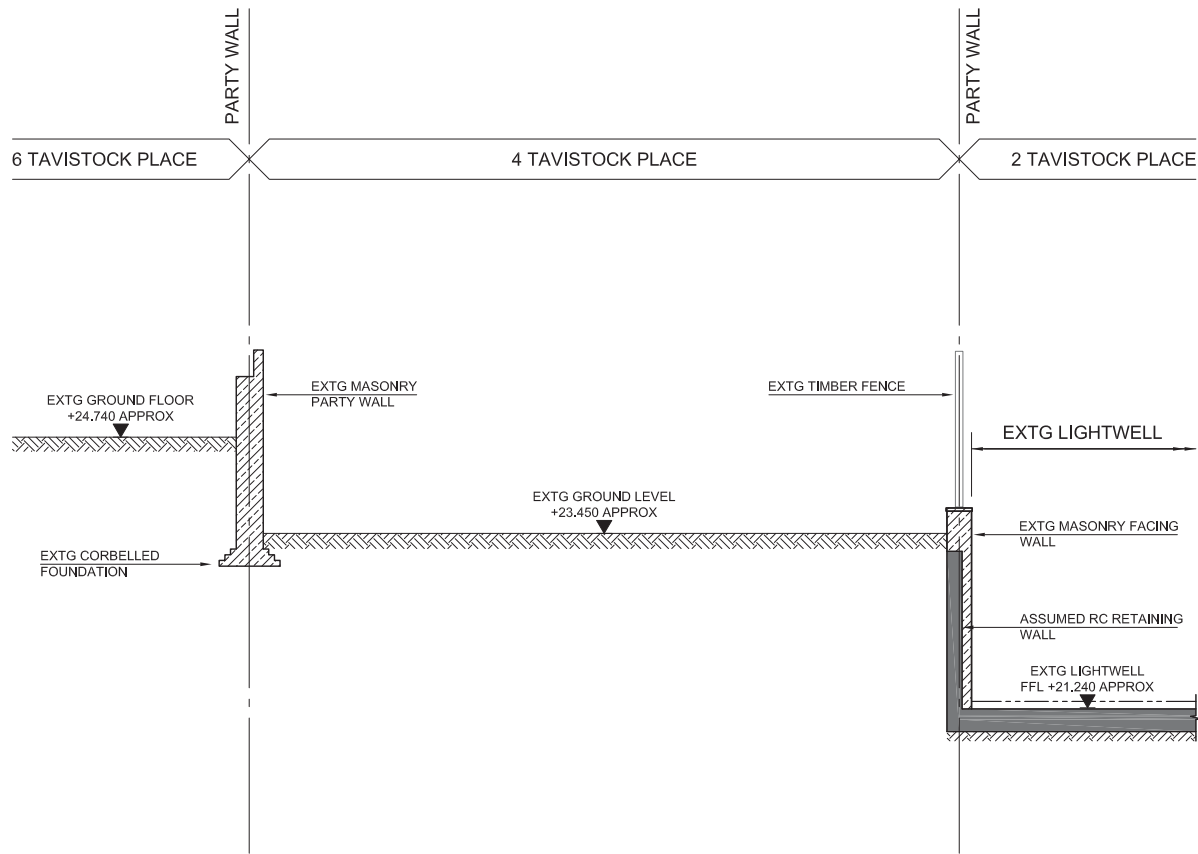 PARTY WALL
PARTY WALL
6 TAVISTOCK PLACE
4 TAVISTOCK PLACE
2 TAVISTOCK PLACE
EXTG MASONRY
PARTY WALL
EXTG TIMBER FENCE
EXTG GROUND FLOOR
+24.740 APPROX
EXTG LIGHTWELL
EXTG GROUND LEVEL
+23.450 APPROX
EXTG MASONRY FACING
WALL
EXTG CORBELLED
FOUNDATION
ASSUMED RC RETAINING
WALL
EXTG LIGHTWELL
FFL +21.240 APPROX